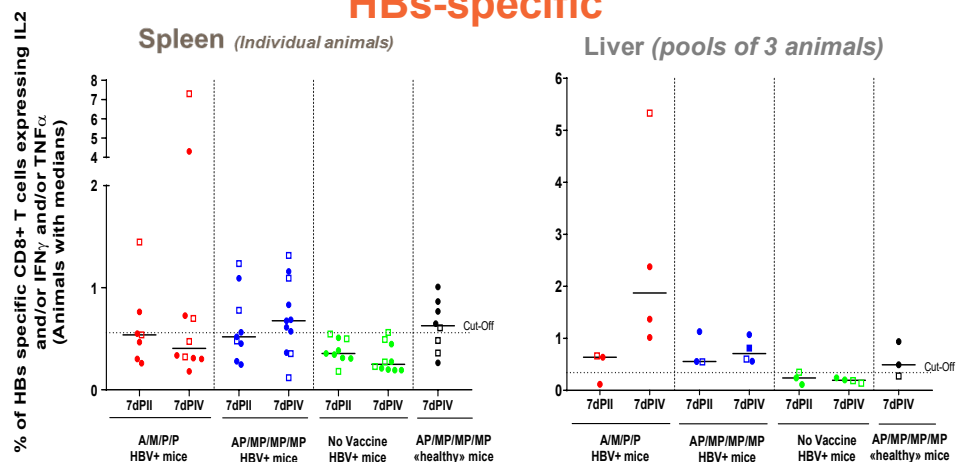 HBs-specific
Spleen (Individual animals)
Liver (pools of 3 animals)
% of HBs specific CD8+ T cells expressing IL2
and/or IFNγ and/or TNFα
(Animals with medians)
8
7
6
5
4
2
1
0
Cut-Off
7dPII 7dPIV 7dPII 7dPIV 7dPII 7dPIV 7dPIV
A/M/P/P AP/MP/MP/MP No Vaccine AP/MP/MP/MP
HBV+ mice HBV+ mice HBV+ mice «healthy» mice
6
5
4
3
2
1
0
Cut-Off
7dPII 7dPIV 7dPII 7dPIV 7dPII 7dPIV 7dPIV
A/M/P/P AP/MP/MP/MP No Vaccine AP/MP/MP/MP
HBV+ mice HBV+ mice HBV+ mice «healthy» mice